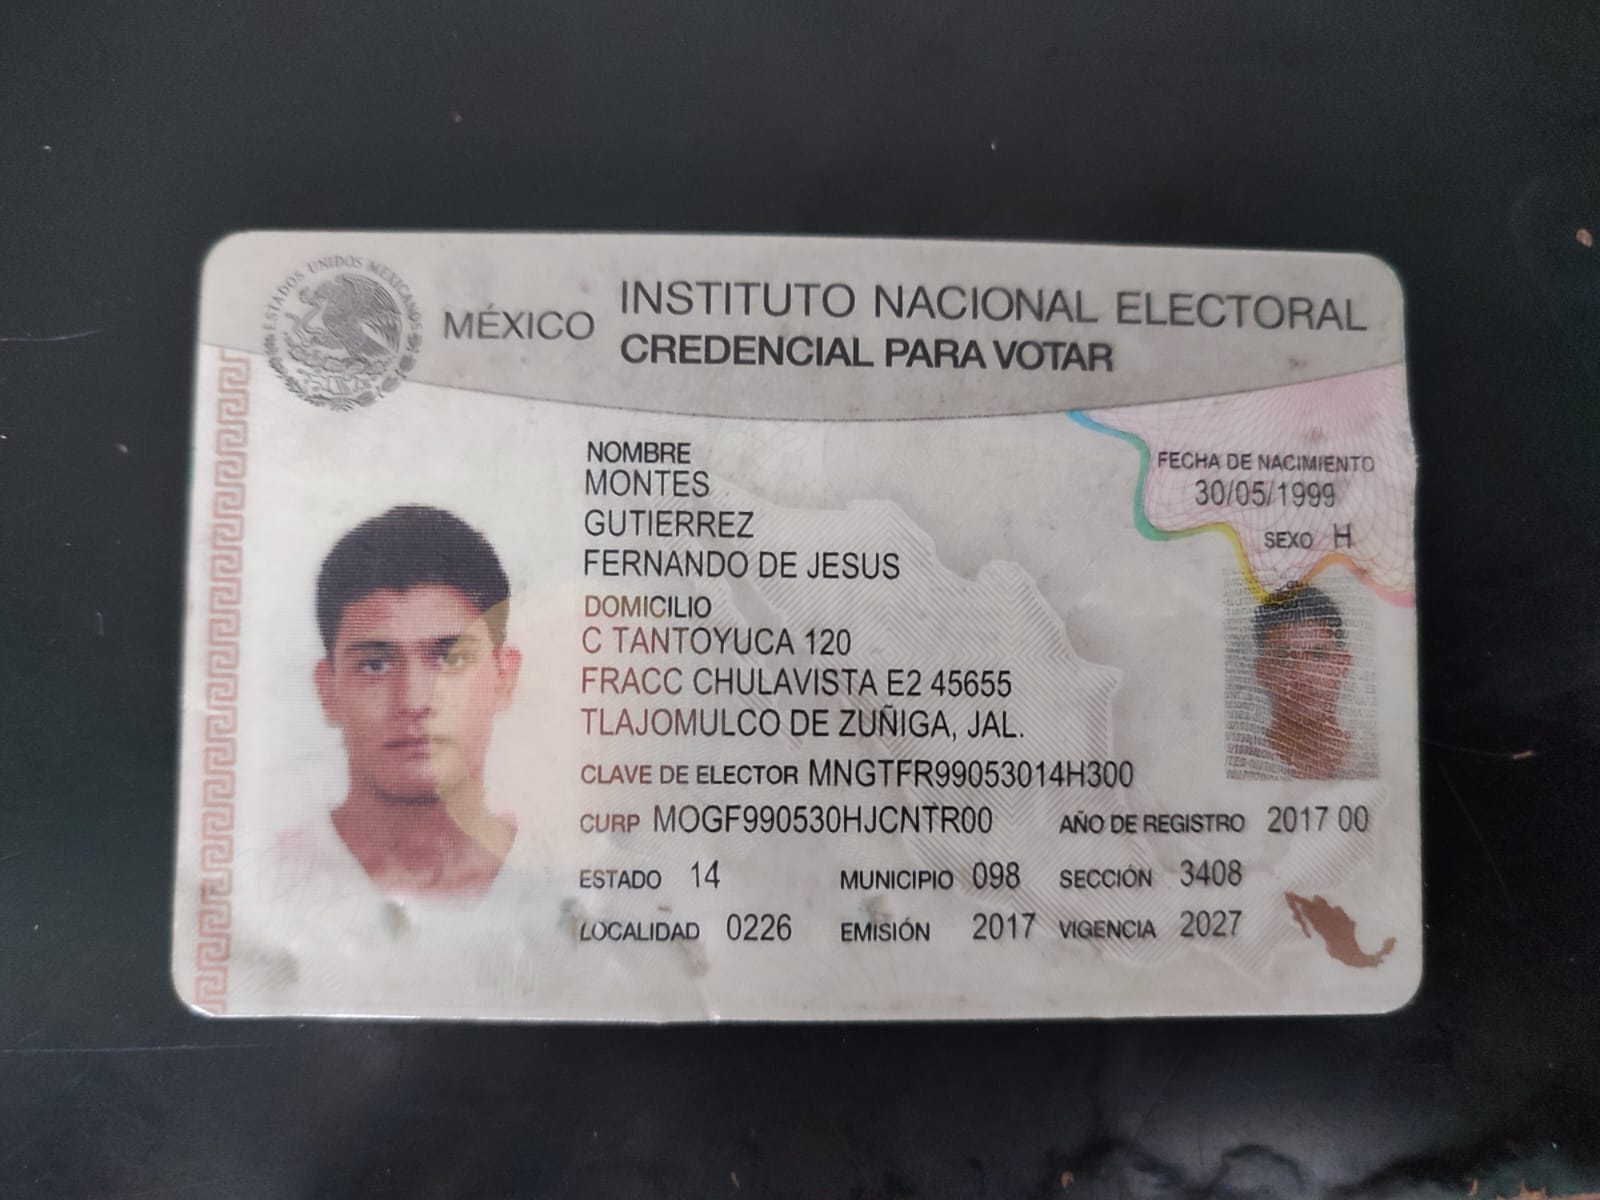 ESTADOS UNIDOS MEXICANOS
MÉXICO
INSTITUTO NACIONAL ELECTORAL
CREDENCIAL PARA VOTAR
NOMBRE
MONTES
GUTIERREZ
FERNANDO DE JESUS
FECHA DE NACIMIENTO
30/05/1999
SEXO H
DOMICILIO
C TANTOYUCA 120
FRACC CHULAVISTA E2 45655
TLAJOMULCO DE ZUÑIGA, JAL.
CLAVE DE ELECTOR MNGTFR99053014H300
CURP MOGF990530HJCNTR00 AÑO DE REGISTRO 2017 00
ESTADO 14 MUNICIPIO 098 SECCIÓN 3408
LOCALIDAD 0226 EMISIÓN 2017 VIGENCIA 2027